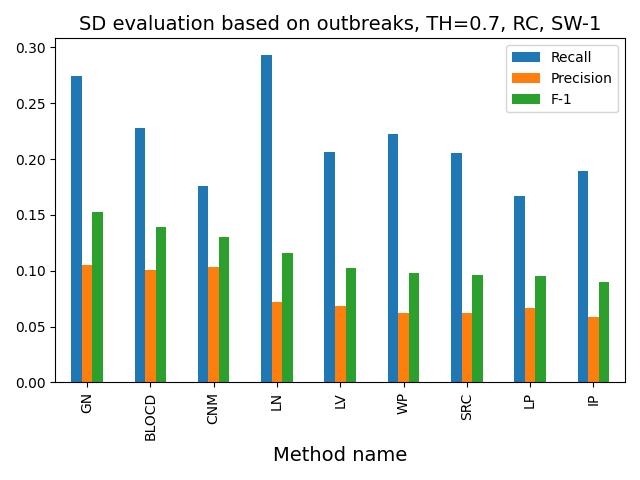 SD evaluation based on outbreaks, TH=0.7, RC, SW-1
Recall
Precision
F-1
0.30
0.25
0.20
0.15
0.10
0.05
0.00
GN
BLOCD
CNM
LN
LV
WP
SRC
LP
IP
Method name